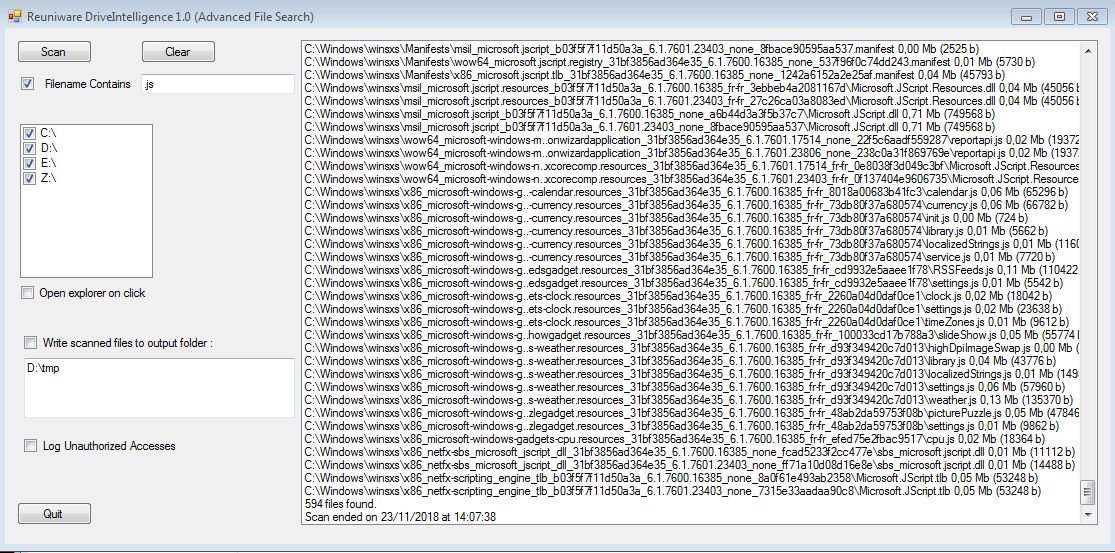 Reuniware DriveIntelligence 1.0 (Advanced File Search)
Scan
Clear
Filename Contains
.js
C:\
D:\
E:\
Z:\
Open explorer on click
Write scanned files to output folder :
D:\tmp
Log Unauthorized Accesses
Quit
C:\Windows\winsxs\Manifests\msil_microsoft.jscript_b03f5f7f11d50a3a_6.1.7601.23403_none_8fbace90595aa537.manifest 0,00 Mb (2525 b)
C:\Windows\winsxs\Manifests\wow64_microsoft.jscript.registry_31bf3856ad364e35_6.1.7600.16385_none_537f96f0c74dd243.manifest 0,01 Mb (5730 b)
C:\Windows\winsxs\Manifests\x86_microsoft.jscript.tlb_31bf3856ad364e35_6.1.7600.16385_none_1242a6152a2e25af.manifest 0,04 Mb (45793 b)
C:\Windows\winsxs\msil_microsoft.jscript.resources_b03f5f7f11d50a3a_6.1.7600.16385_fr-fr_3ebbeb4a2081167d\Microsoft.JScript.Resources.dll 0,04 Mb (45056 b
C:\Windows\winsxs\msil_microsoft.jscript.resources_b03f5f7f11d50a3a_6.1.7601.23403_fr-fr_27c26ca03a8083ed\Microsoft.JScript.Resources.dll 0,04 Mb (45056 b
C:\Windows\winsxs\msil_microsoft.jscript_b03f5f7f11d50a3a_6.1.7600.16385_none_a6b44d3a3f5b37c7\Microsoft.JScript.dll 0,71 Mb (749568 b)
C:\Windows\winsxs\msil_microsoft.jscript_b03f5f7f11d50a3a_6.1.7601.23403_none_8fbace90595aa537\Microsoft.JScript.dll 0,71 Mb (749568 b)
C:\Windows\winsxs\wow64_microsoft-windows-m..onwizardapplication_31bf3856ad364e35_6.1.7601.17514_none_22f5c6aadf559287\reportapi.js 0,02 Mb (19372
C:\Windows\winsxs\wow64_microsoft-windows-m..onwizardapplication_31bf3856ad364e35_6.1.7601.23806_none_238c0a31f869769e\reportapi.js 0,02 Mb (1937
C:\Windows\winsxs\wow64_microsoft-windows-n..xcorecomp.resources_31bf3856ad364e35_6.1.7601.17514_fr-fr_0e8038f3d049c3bf\Microsoft.JScript.Resources
C:\Windows\winsxs\wow64_microsoft-windows-n..xcorecomp.resources_31bf3856ad364e35_6.1.7601.23403_fr-fr_0f137404e9606735\Microsoft.JScript.Resource
C:\Windows\winsxs\x86_microsoft-windows-g..-calendar.resources_31bf3856ad364e35_6.1.7600.16385_fr-fr_8018a00683b41fc3\calendar.js 0,06 Mb (65296 b)
C:\Windows\winsxs\x86_microsoft-windows-g..-currency.resources_31bf3856ad364e35_6.1.7600.16385_fr-fr_73db80f37a680574\currency.js 0,06 Mb (66782 b)
C:\Windows\winsxs\x86_microsoft-windows-g..-currency.resources_31bf3856ad364e35_6.1.7600.16385_fr-fr_73db80f37a680574\init.js 0,00 Mb (724 b)
C:\Windows\winsxs\x86_microsoft-windows-g..-currency.resources_31bf3856ad364e35_6.1.7600.16385_fr-fr_73db80f37a680574\library.js 0,01 Mb (5662 b)
C:\Windows\winsxs\x86_microsoft-windows-g..-currency.resources_31bf3856ad364e35_6.1.7600.16385_fr-fr_73db80f37a680574\localizedStrings.js 0,01 Mb (1160
C:\Windows\winsxs\x86_microsoft-windows-g..-currency.resources_31bf3856ad364e35_6.1.7600.16385_fr-fr_73db80f37a680574\service.js 0,01 Mb (7720 b)
C:\Windows\winsxs\x86_microsoft-windows-g..edsgadget.resources_31bf3856ad364e35_6.1.7600.16385_fr-fr_cd9932e5aaee1f78\RSSFeeds.js 0,11 Mb (110422
C:\Windows\winsxs\x86_microsoft-windows-g..edsgadget.resources_31bf3856ad364e35_6.1.7600.16385_fr-fr_cd9932e5aaee1f78\settings.js 0,01 Mb (5542 b)
C:\Windows\winsxs\x86_microsoft-windows-g..ets-clock.resources_31bf3856ad364e35_6.1.7600.16385_fr-fr_2260a04d0daf0ce1\clock.js 0,02 Mb (18042 b)
C:\Windows\winsxs\x86_microsoft-windows-g..ets-clock.resources_31bf3856ad364e35_6.1.7600.16385_fr-fr_2260a04d0daf0ce1\settings.js 0,02 Mb (23638 b)
C:\Windows\winsxs\x86_microsoft-windows-g..ets-clock.resources_31bf3856ad364e35_6.1.7600.16385_fr-fr_2260a04d0daf0ce1\timeZones.js 0,01 Mb (9612 b)
C:\Windows\winsxs\x86_microsoft-windows-g..howgadget.resources_31bf3856ad364e35_6.1.7600.16385_fr-fr_100033cd17b788a3\slideShow.js 0,05 Mb (55774 b
C:\Windows\winsxs\x86_microsoft-windows-g..s-weather.resources_31bf3856ad364e35_6.1.7600.16385_fr-fr_d93f349420c7d013\highDpiImageSwap.js 0,00 Mb (
C:\Windows\winsxs\x86_microsoft-windows-g..s-weather.resources_31bf3856ad364e35_6.1.7600.16385_fr-fr_d93f349420c7d013\library.js 0,04 Mb (43776 b)
C:\Windows\winsxs\x86_microsoft-windows-g..s-weather.resources_31bf3856ad364e35_6.1.7600.16385_fr-fr_d93f349420c7d013\localizedStrings.js 0,01 Mb (149
C:\Windows\winsxs\x86_microsoft-windows-g..s-weather.resources_31bf3856ad364e35_6.1.7600.16385_fr-fr_d93f349420c7d013\settings.js 0,06 Mb (57960 b)
C:\Windows\winsxs\x86_microsoft-windows-g..s-weather.resources_31bf3856ad364e35_6.1.7600.16385_fr-fr_d93f349420c7d013\weather.js 0,13 Mb (135370 b)
C:\Windows\winsxs\x86_microsoft-windows-g..zlegadget.resources_31bf3856ad364e35_6.1.7600.16385_fr-fr_48ab2da59753f08b\picturePuzzle.js 0,05 Mb (47846
C:\Windows\winsxs\x86_microsoft-windows-g..zlegadget.resources_31bf3856ad364e35_6.1.7600.16385_fr-fr_48ab2da59753f08b\settings.js 0,01 Mb (9862 b)
C:\Windows\winsxs\x86_microsoft-windows-gadgets-cpu.resources_31bf3856ad364e35_6.1.7600.16385_fr-fr_efed75e2fbac9517\cpu.js 0,02 Mb (18364 b)
C:\Windows\winsxs\x86_netfx-sbs_microsoft_jscript_dll_31bf3856ad364e35_6.1.7600.16385_none_fcad5233f2cc477e\sbs_microsoft.jscript.dll 0,01 Mb (11112 b)
C:\Windows\winsxs\x86_netfx-sbs_microsoft_jscript_dll_31bf3856ad364e35_6.1.7601.23403_none_ff71a10d08d16e8e\sbs_microsoft.jscript.dll 0,01 Mb (14488 b)
C:\Windows\winsxs\x86_netfx-scripting_engine_tlb_b03f5f7f11d50a3a_6.1.7600.16385_none_8a0f61e493ab2358\Microsoft.JScript.tlb 0,05 Mb (53248 b)
C:\Windows\winsxs\x86_netfx-scripting_engine_tlb_b03f5f7f11d50a3a_6.1.7601.23403_none_7315e33aadaa90c8\Microsoft.JScript.tlb 0,05 Mb (53248 b)
594 files found.
Scan ended on 23/11/2018 at 14:07:38